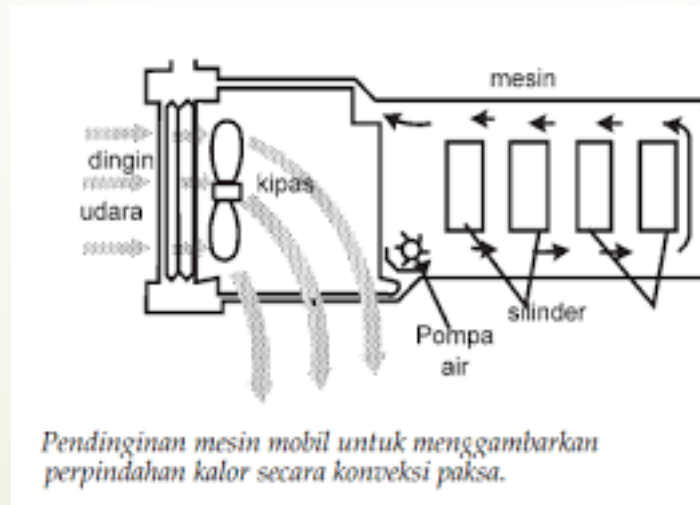 mesin
dingin
kipas
udara
silinder
Pompa
air
Pendinginan mesin mobil untuk menggambarkan
perpindahan kalor secara konveksi paksa.